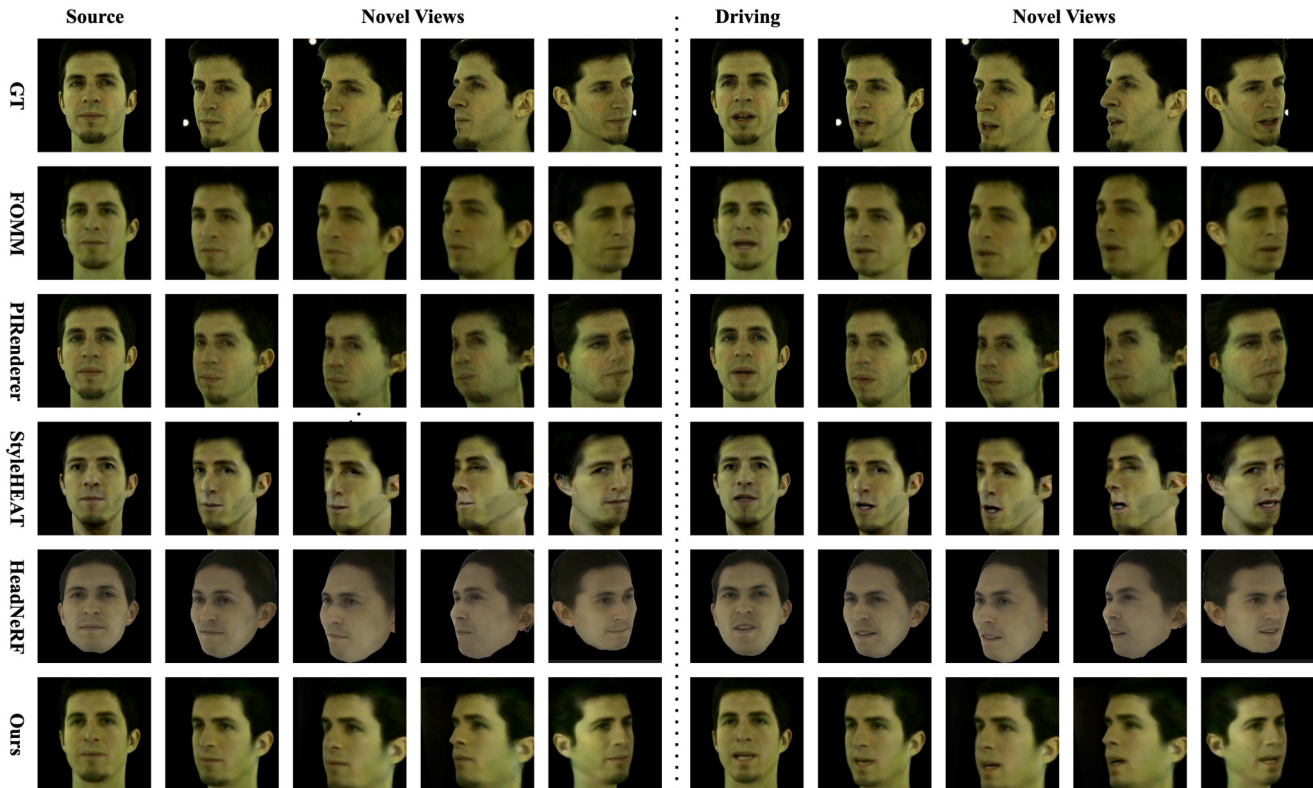 Source Novel Views Driving Novel Views
GT
FOMM
PIRenderer
StyleHEAT
HeadNeRF
Ours